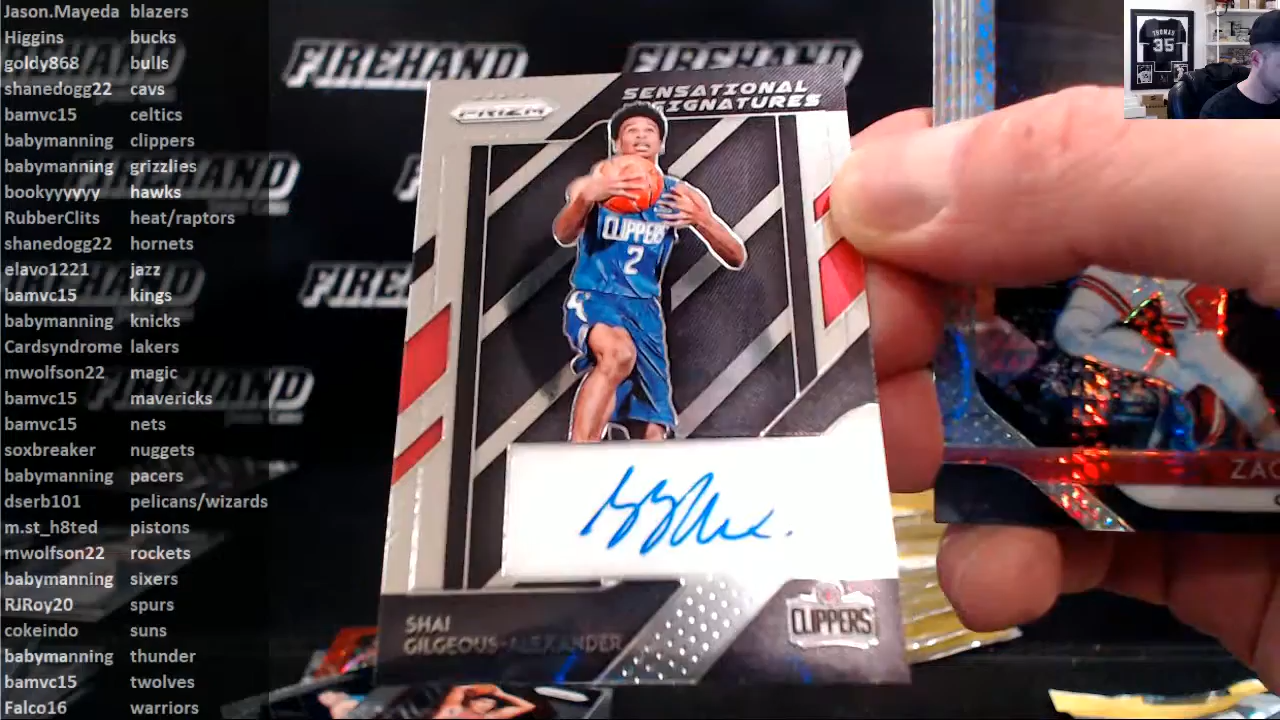 Jason.Mayeda blazers
Higgins bucks
goldy868 bulls
shanedogg22 cavs
bamvc15 celtics
babymanning clippers
babymanning grizzlies
bookyyyyyy hawks
RubberClits heat/raptors
shanedogg22 hornets
elavo1221 jazz
bamvc15 kings
babymanning knicks
Cardsyndrome lakers
mwolfson22 magic
bamvc15 mavericks
bamvc15 nets
soxbreaker nuggets
babymanning pacers
dserb101 pelicans/wizards
m.st_h8ted pistons
mwolfson22 rockets
babymanning sixers
RJRoy20 spurs
cokeindo suns
babymanning thunder
bamvc15 twolves
Falco16 warriors
FIREHAND FIREHAND
FIREHAND
FIREHAND
SENSATIONAL
SIGNATURES
PRIZM
CLIPPERS
2
SHAI
GILGEOUS-ALEXANDER
CLIPPERS
THOMAS
35